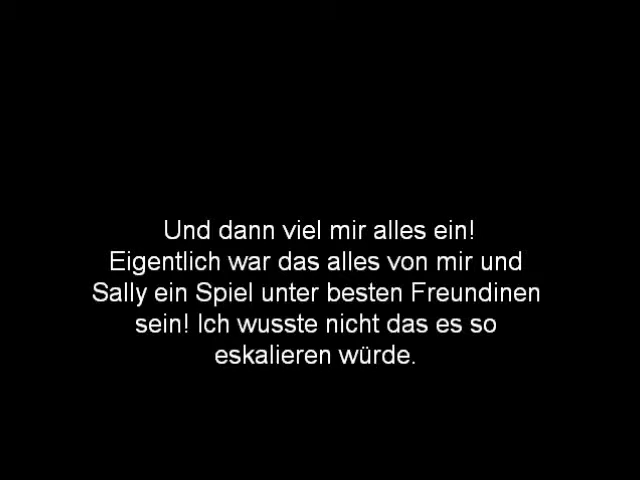 Und dann viel mir alles ein!
Eigentlich war das alles von mir und
Sally ein Spiel unter besten Freundinen
sein! Ich wusste nicht das es so
eskalieren würde.